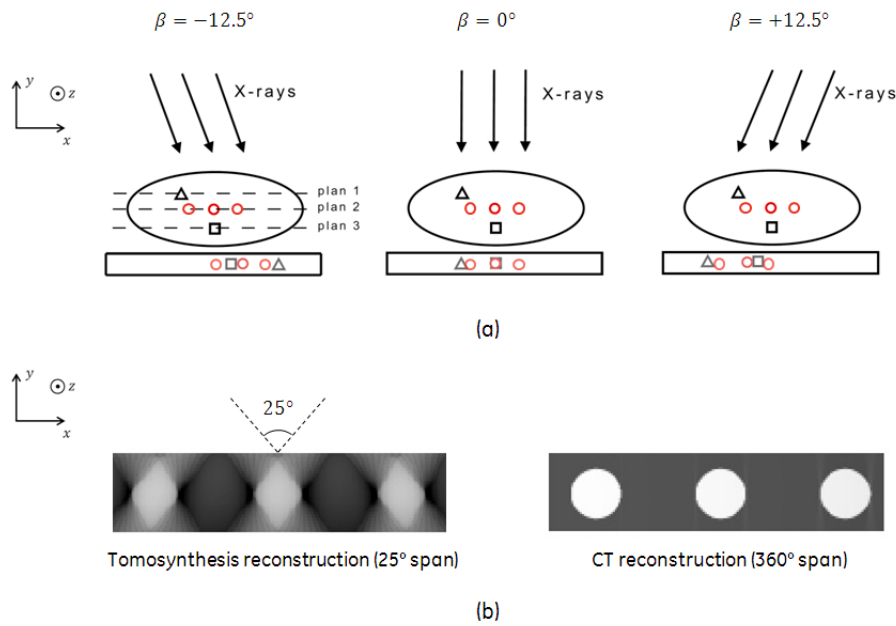 β = −12.5°
β = 0°
β = +12.5°
y
z
x
X-rays
X-rays
X-rays
plan 1
plan 2
plan 3
(a)
y
z
x
25°
Tomosynthesis reconstruction (25° span)
CT reconstruction (360° span)
(b)